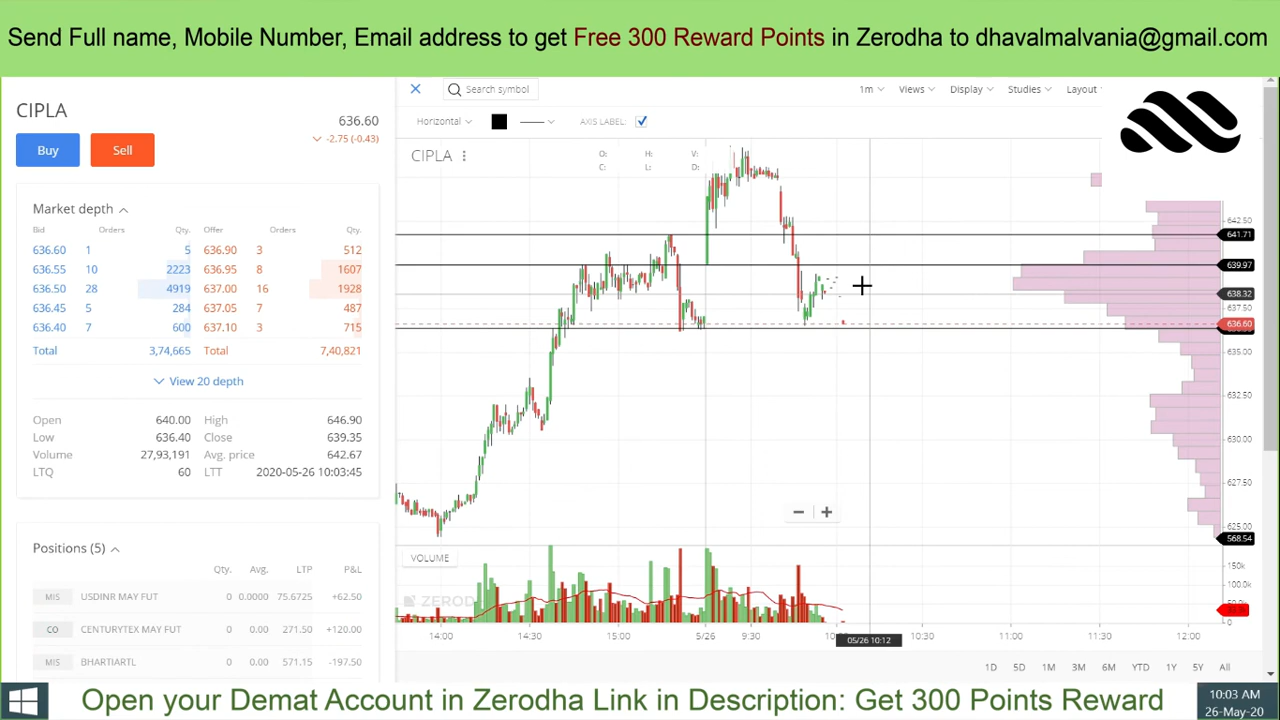 Send Full name, Mobile Number, Email address to get Free 300 Reward Points in Zerodha to dhavalmalvania@gmail.com
CIPLA
636.60
-2.75 (-0.43)
Buy
Sell
Market depth
Bid Orders Qty. Offer Orders Qty.
636.60 1 5 636.90 3 512
636.55 10 2223 636.95 8 1607
636.50 28 4919 637.00 16 1928
636.45 5 284 637.05 7 487
636.40 7 600 637.10 3 715
Total 3,74,665 Total 7,40,821
View 20 depth
Open 640.00 High 646.90
Low 636.40 Close 639.35
Volume 27,93,191 Avg. price 642.67
LTQ 60 LTT 2020-05-26 10:03:45
Positions (5)
Qty. Avg. LTP P&L
MIS USDINR MAY FUT 0 0.0000 75.6725 +62.50
CO CENTURYTEX MAY FUT 0 0.00 271.50 +120.00
MIS BHARTIARTL 0 0.00 571.15 -197.50
Search symbol
1m Views Display Studies Layout
Horizontal AXIS LABEL:
CIPLA
O: H: V:
C: L: D:
642.50
641.71
639.97
638.32
636.60
635.00
632.50
630.00
627.50
625.00
568.54
VOLUME
ZEROD
150k
100.0k
0
14:00 14:30 15:00 5/26 9:30 10:30 11:00 11:30 12:00
05/26 10:12
1D 5D 1M 3M 6M YTD 1Y 5Y All
Open your Demat Account in Zerodha Link in Description: Get 300 Points Reward
10:03 AM
26-May-20